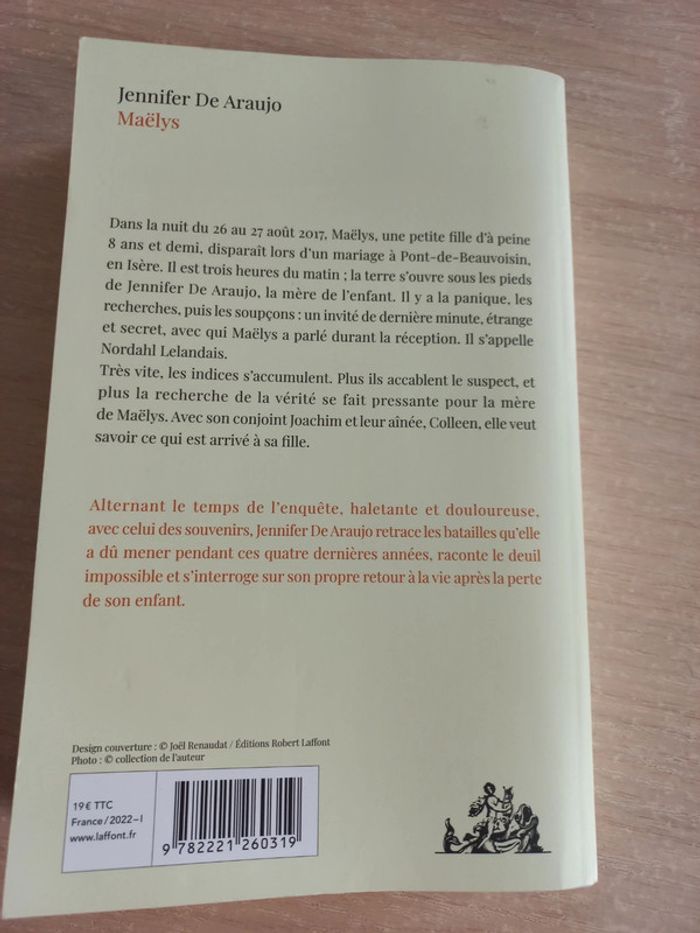 Jennifer De Araujo
Maëlys
Dans la nuit du 26 au 27 août 2017, Maëlys, une petite fille d'à peine
8 ans et demi, disparaît lors d'un mariage à Pont-de-Beauvoisin,
en Isère. Il est trois heures du matin ; la terre s'ouvre sous les pieds
de Jennifer De Araujo, la mère de l'enfant. Il y a la panique, les
recherches, puis les soupçons : un invité de dernière minute, étrange
et secret, avec qui Maëlys a parlé durant la réception. Il s'appelle
Nordahl Lelandais.
Très vite, les indices s'accumulent. Plus ils accablent le suspect, et
plus la recherche de la vérité se fait pressante pour la mère
de Maëlys. Avec son conjoint Joachim et leur aînée, Colleen, elle veut
savoir ce qui est arrivé à sa fille.
Alternant le temps de l'enquête, haletante et douloureuse,
avec celui des souvenirs, Jennifer De Araujo retrace les batailles qu'elle
a dû mener pendant ces quatre dernières années, raconte le deuil
impossible et s'interroge sur son propre retour à la vie après la perte
de son enfant.
Design couverture : © Joël Renaudat / Éditions Robert Laffont
Photo : © collection de l'auteur
19 € TTC
France/2022-I
www.laffont.fr
9 782221 260319